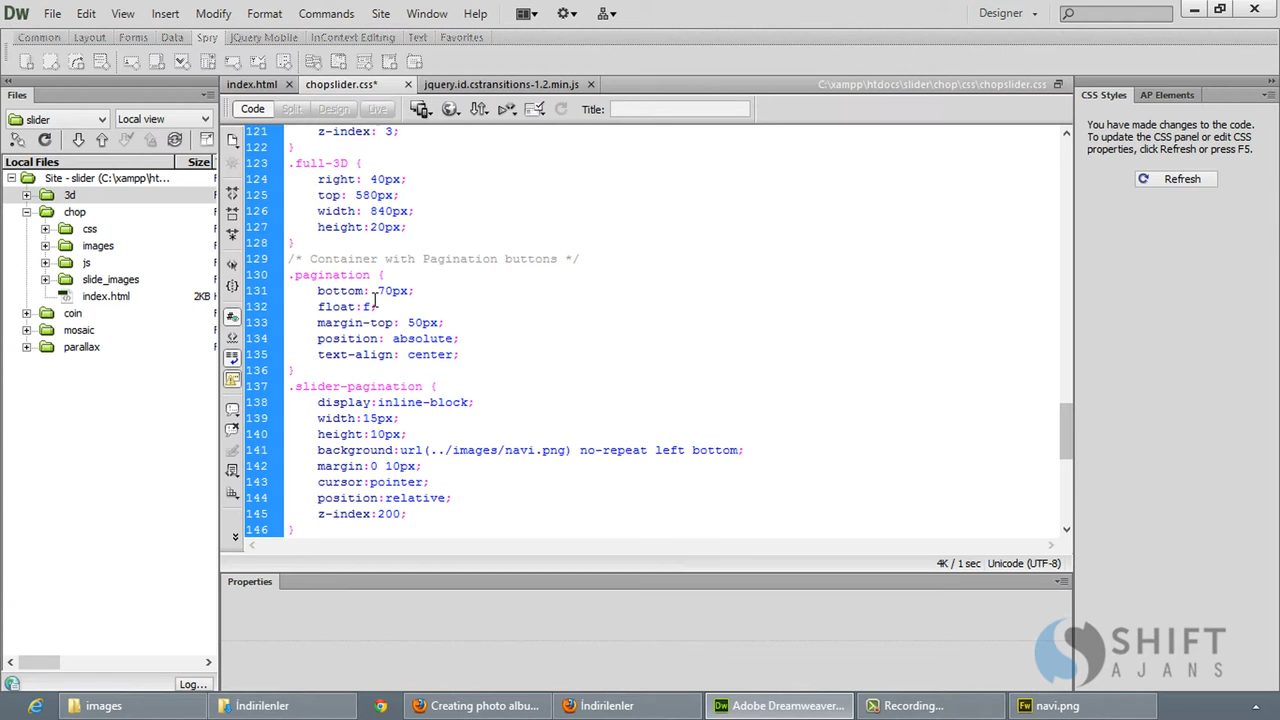 Dw File Edit View Insert Modify Format Commands Site Window Help Designer
Common Layout Forms Data Spry jQuery Mobile InContext Editing Text Favorites
index.html chopslider.css* jquery.id.cstransitions-1.2.min.js C:\xampp\htdocs\slider\chop\css\chopslider.css
Code Split Design Live Title:
Files
slider Local view
Local Files Size
Site - slider (C:\xampp\ht...
3d
chop
css
images
js
slide_images
index.html 2KB
coin
mosaic
parallax
Log...
121 z-index: 3;
122 }
123 .full-3D {
124 right: 40px;
125 top: 580px;
126 width: 840px;
127 height:20px;
128 }
129 /* Container with Pagination buttons */
130 .pagination {
131 bottom: -70px;
132 float:f;
133 margin-top: 50px;
134 position: absolute;
135 text-align: center;
136 }
137 .slider-pagination {
138 display:inline-block;
139 width:15px;
140 height:10px;
141 background:url(../images/navi.png) no-repeat left bottom;
142 margin:0 10px;
143 cursor:pointer;
144 position:relative;
145 z-index:200;
146 }
4K / 1 sec Unicode (UTF-8)
Properties
CSS Styles AP Elements
You have made changes to the code.
To update the CSS panel or edit CSS
properties, click Refresh or press F5.
Refresh
SHIFT
AJANS
images İndirilenler Creating photo albu... İndirilenler Adobe Dreamweaver... Recording... navi.png